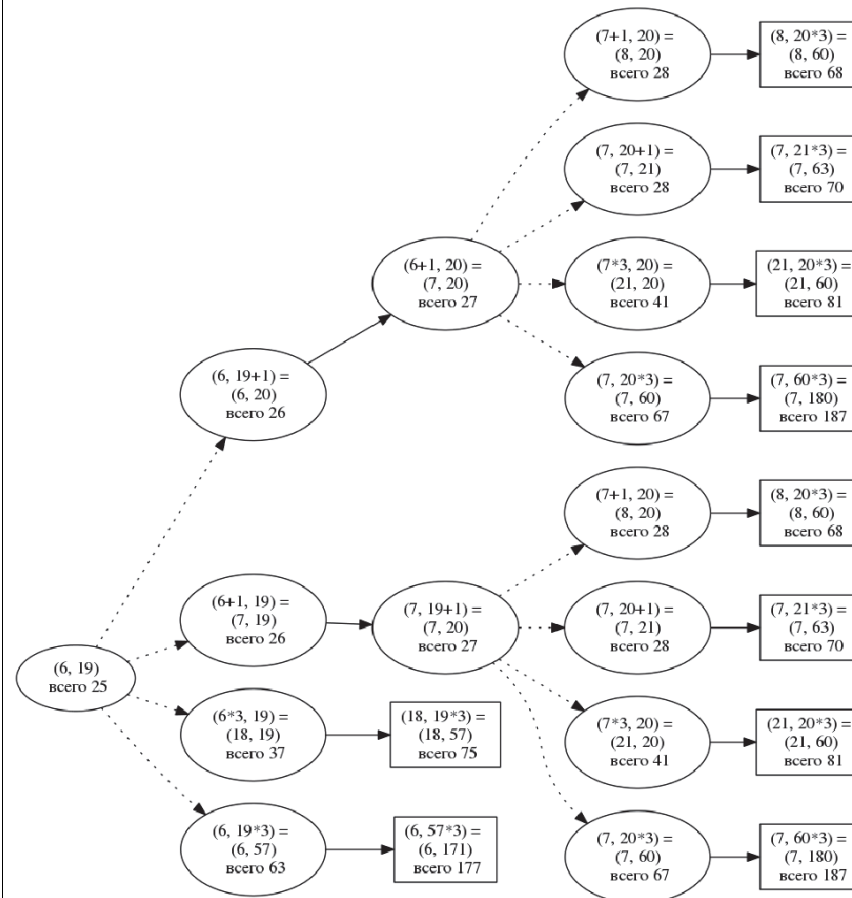 (7+1, 20) =
(8, 20)
всего 28
(8, 20*3) =
(8, 60)
всего 68
(7, 20+1) =
(7, 21)
всего 28
(7, 21*3) =
(7, 63)
всего 70
(6+1, 20) =
(7, 20)
всего 27
(7*3, 20) =
(21, 20)
всего 41
(21, 20*3) =
(21, 60)
всего 81
(6, 19+1) =
(6, 20)
всего 26
(7, 20*3) =
(7, 60)
всего 67
(7, 60*3) =
(7, 180)
всего 187
(7+1, 20) =
(8, 20)
всего 28
(8, 20*3) =
(8, 60)
всего 68
(6+1, 19) =
(7, 19)
всего 26
(7, 19+1) =
(7, 20)
всего 27
(7, 20+1) =
(7, 21)
всего 28
(7, 21*3) =
(7, 63)
всего 70
(6, 19)
всего 25
(6*3, 19) =
(18, 19)
всего 37
(18, 19*3) =
(18, 57)
всего 75
(7*3, 20) =
(21, 20)
всего 41
(21, 20*3) =
(21, 60)
всего 81
(6, 19*3) =
(6, 57)
всего 63
(6, 57*3) =
(6, 171)
всего 177
(7, 20*3) =
(7, 60)
всего 67
(7, 60*3) =
(7, 180)
всего 187